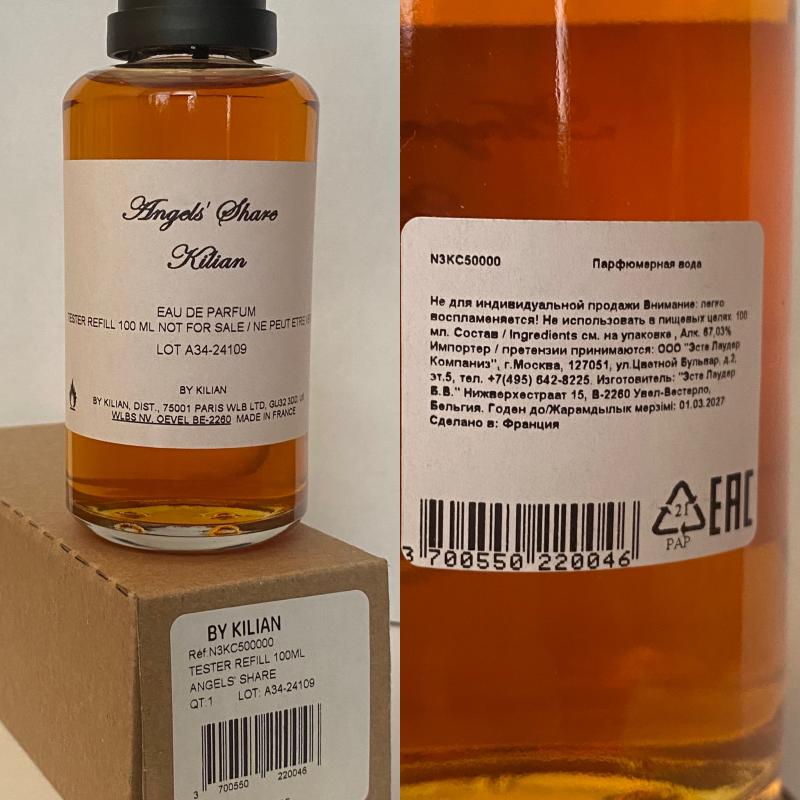 Angels' Share
Kilian
EAU DE PARFUM
TESTER REFILL 100 ML NOT FOR SALE / NE PEUT ETRE
LOT A34-24109
BY KILIAN
BY KILIAN, DIST., 75001 PARIS WLB LTD, GU32 3DD, UK
WLBS NV. OEVEL BE-2260 MADE IN FRANCE
BY KILIAN
Réf:N3KC500000
TESTER REFILL 100ML
ANGELS' SHARE
QT:1 LOT: A34-24109
3 700550 220046
N3KC50000 Парфюмерная вода
Не для индивидуальной продажи Внимание: легко
воспламеняется! Не использовать в пищевых целях. 100
мл. Состав / Ingredients см. на упаковке , Алк. 67,03%
Импортер / претензии принимаются: ООО "Эсте Лаудер
Компаниз", г.Москва, 127051, ул.Цветной Бульвар, д.2,
эт.5, тел. +7(495) 642-8225. Изготовитель: "Эсте Лаудер
Б.В." Нижверхестраат 15, В-2260 Увел-Вестерло,
Бельгия. Годен до/Жарамдылык мерзімі: 01.03.2027
Сделано в: Франция
21
PAP
EAC
3 700550 220046